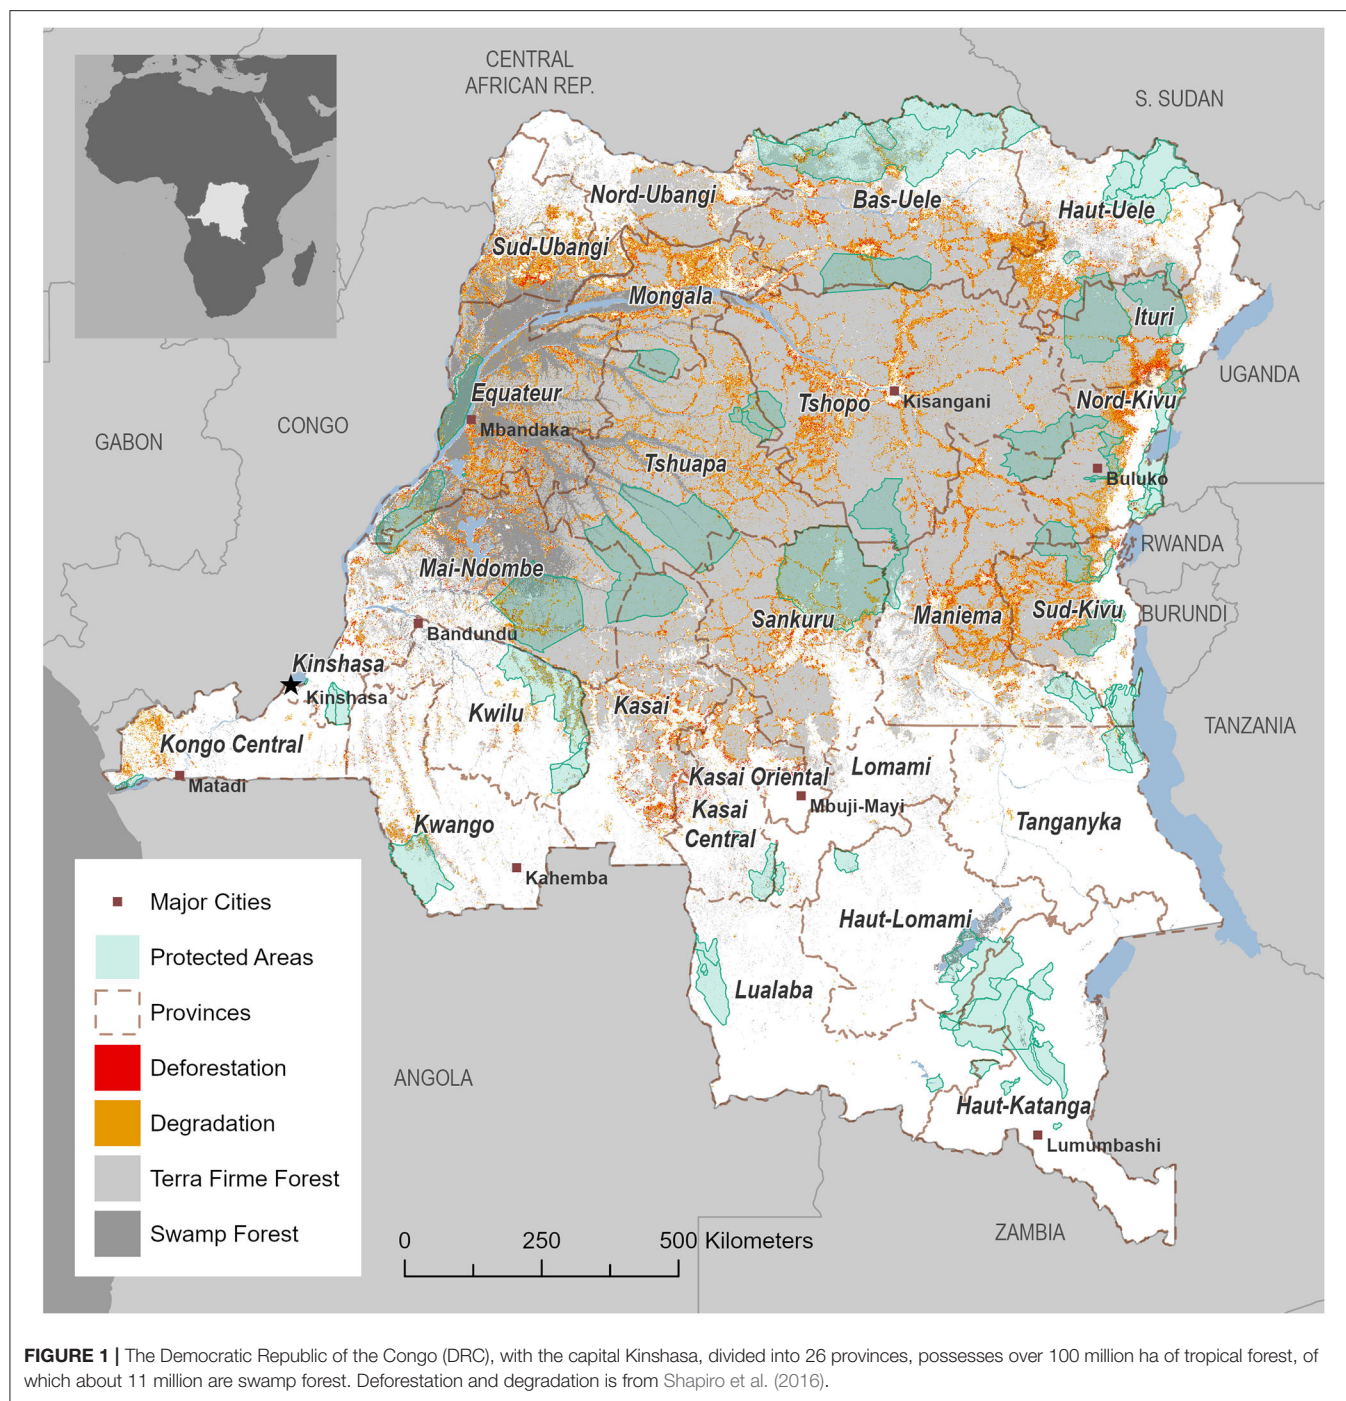 CENTRAL
AFRICAN REP.
S. SUDAN
Nord-Ubangi
Bas-Uele
Haut-Uele
Sud-Ubangi
Mongala
Ituri
UGANDA
Equateur
Tshopo
Kisangani
Nord-Kivu
CONGO
GABON
Mbandaka
Tshuapa
Buluko
RWANDA
Mai-Ndombe
Sankuru
Maniema
Sud-Kivu
BURUNDI
Bandundu
Kinshasa
Kinshasa
Kasai
Kwilu
TANZANIA
Kongo Central
Lomami
Kasai Oriental
Matadi
Mbuji-Mayi
Kasai
Central
Kwango
Tanganyika
Kahemba
Haut-Lomami
Lualaba
ANGOLA
Haut-Katanga
Lumumbashi
ZAMBIA
Major Cities
Protected Areas
Provinces
Deforestation
Degradation
Terra Firme Forest
Swamp Forest
0 250 500 Kilometers
FIGURE 1 | The Democratic Republic of the Congo (DRC), with the capital Kinshasa, divided into 26 provinces, possesses over 100 million ha of tropical forest, of
which about 11 million are swamp forest. Deforestation and degradation is from Shapiro et al. (2016).